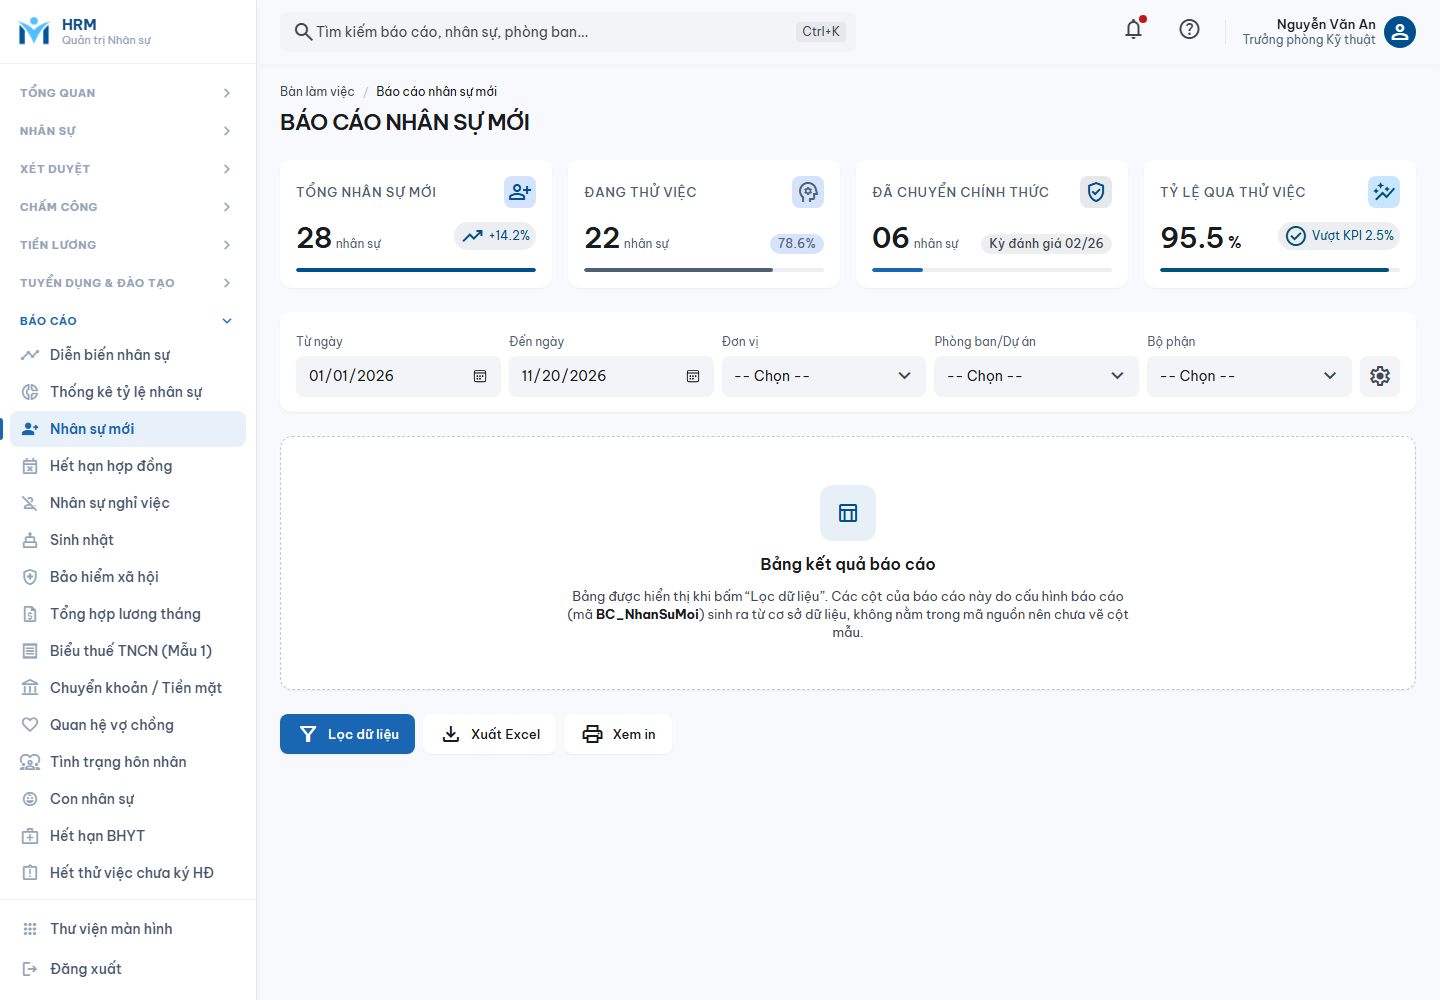 HRM
Quản trị Nhân sự
Tìm kiếm báo cáo, nhân sự, phòng ban...
Ctrl+K
Nguyễn Văn An
Trưởng phòng Kỹ thuật
TỔNG QUAN
NHÂN SỰ
XÉT DUYỆT
CHẤM CÔNG
TIỀN LƯƠNG
TUYỂN DỤNG & ĐÀO TẠO
BÁO CÁO
Diễn biến nhân sự
Thống kê tỷ lệ nhân sự
Nhân sự mới
Hết hạn hợp đồng
Nhân sự nghỉ việc
Sinh nhật
Bảo hiểm xã hội
Tổng hợp lương tháng
Biểu thuế TNCN (Mẫu 1)
Chuyển khoản / Tiền mặt
Quan hệ vợ chồng
Tình trạng hôn nhân
Con nhân sự
Hết hạn BHYT
Hết thử việc chưa ký HĐ
Thư viện màn hình
Đăng xuất
Bàn làm việc / Báo cáo nhân sự mới
BÁO CÁO NHÂN SỰ MỚI
TỔNG NHÂN SỰ MỚI
28 nhân sự
+14.2%
ĐANG THỬ VIỆC
22 nhân sự
78.6%
ĐÃ CHUYỂN CHÍNH THỨC
06 nhân sự
Kỳ đánh giá 02/26
TỶ LỆ QUA THỬ VIỆC
95.5 %
Vượt KPI 2.5%
Từ ngày
01/01/2026
Đến ngày
11/20/2026
Đơn vị
-- Chọn --
Phòng ban/Dự án
-- Chọn --
Bộ phận
-- Chọn --
Bảng kết quả báo cáo
Bảng được hiển thị khi bấm “Lọc dữ liệu”. Các cột của báo cáo này do cấu hình báo cáo
(mã BC_NhanSuMoi) sinh ra từ cơ sở dữ liệu, không nằm trong mã nguồn nên chưa vẽ cột
mẫu.
Lọc dữ liệu
Xuất Excel
Xem in